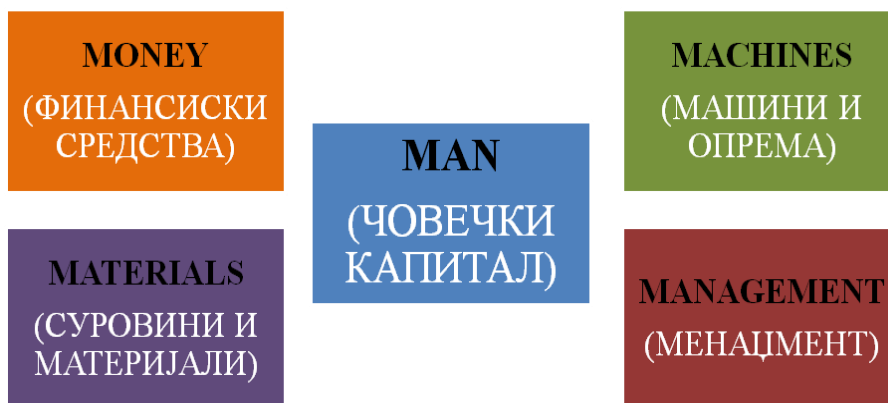 MONEY
(ФИНАНСИСКИ
СРЕДСТВА)
MATERIALS
(СУРОВИНИ И
МАТЕРИЈАЛИ)
MAN
(ЧОВЕЧКИ
КАПИТАЛ)
MACHINES
(МАШИНИ И
ОПРЕМА)
MANAGEMENT
(МЕНАЏМЕНТ)